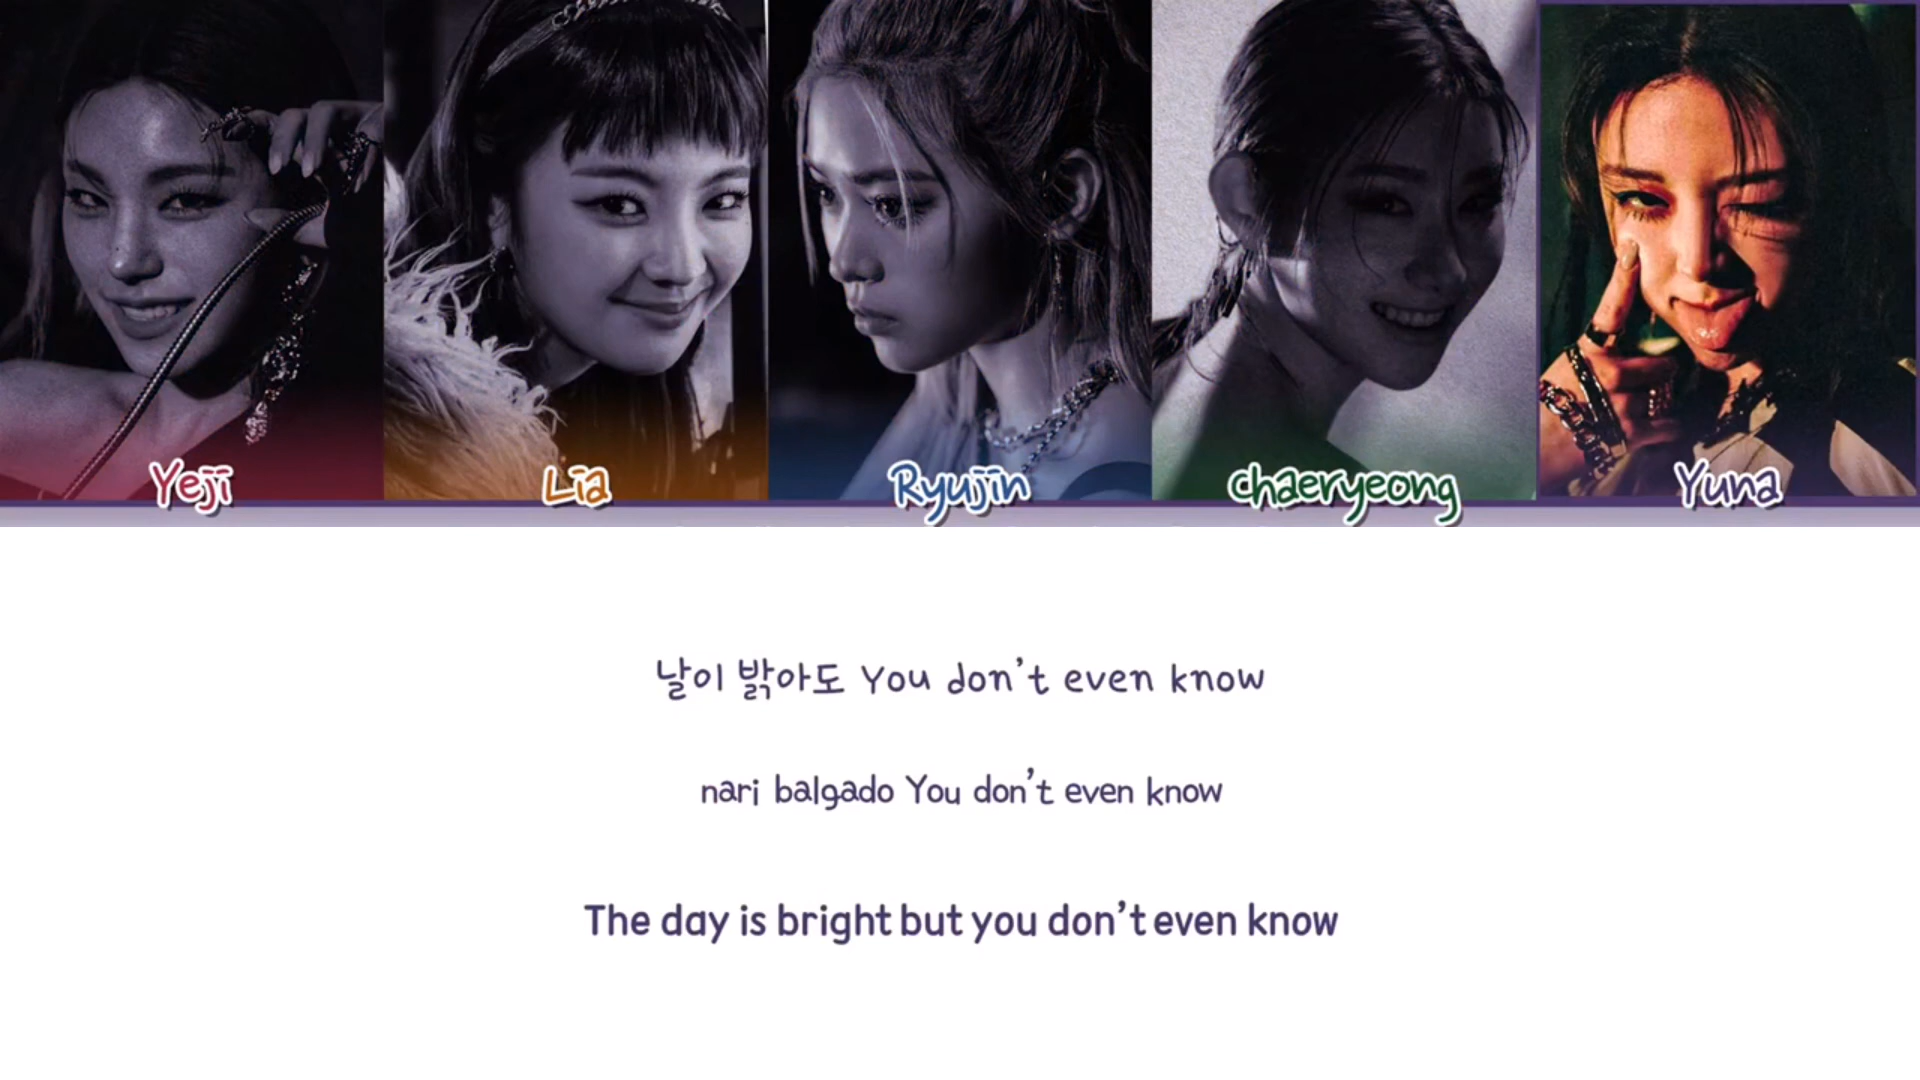 Yeji
Lia
Ryujin
chaeryeong
Yuna
날이 밝아도 You don't even know
nari balgado You don't even know
The day is bright but you don't even know